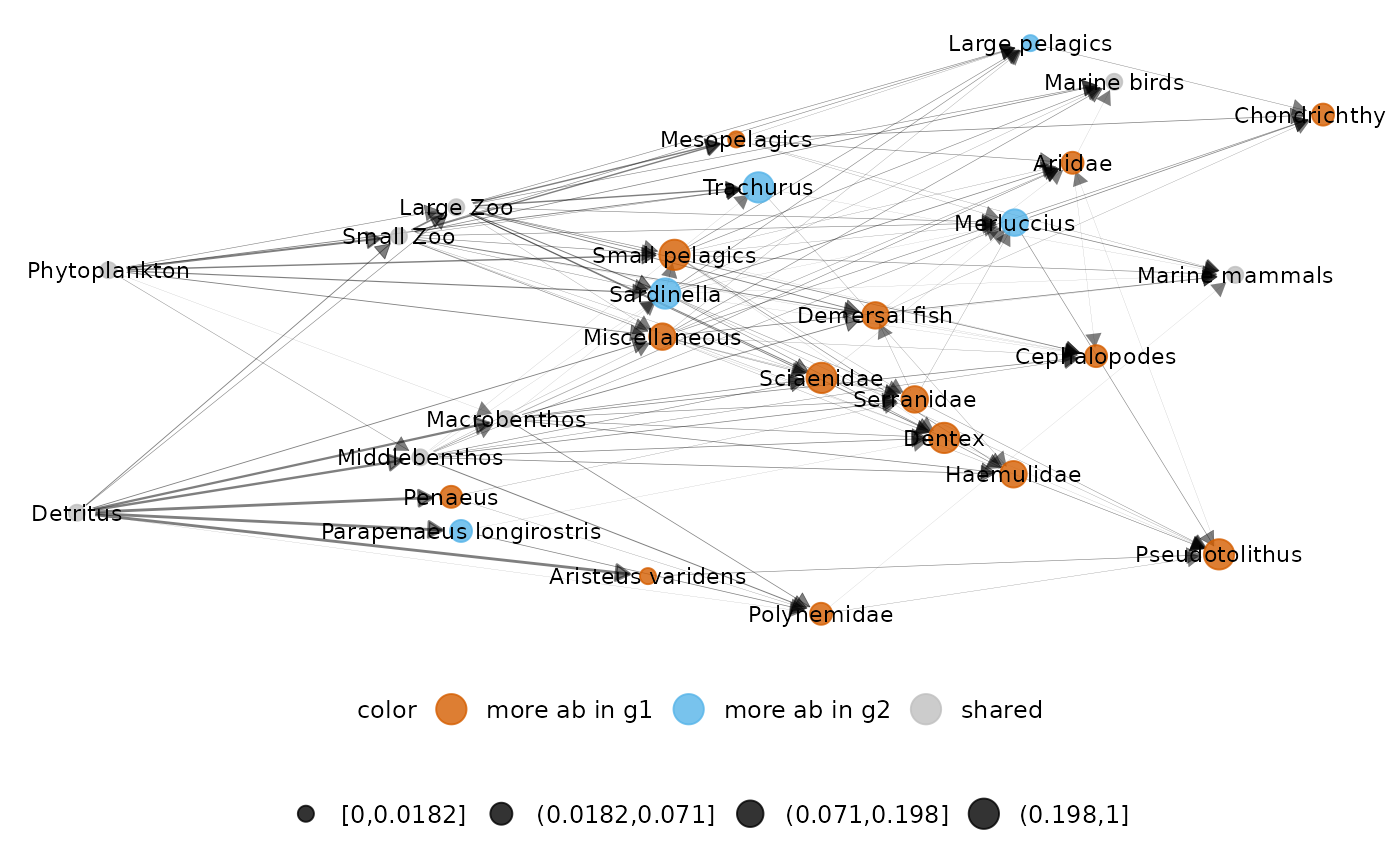 Large pelagics
Marine birds
Chondrichthy
Mesopelagics
Ariidae
Trachurus
Large Zoo
Merluccius
Small Zoo
Small pelagics
Phytoplankton
Marine mammals
Sardinella
Demersal fish
Miscellaneous
Cephalopodes
Sciaenidae
Serranidae
Macrobenthos
Dentex
Middlebenthos
Haemulidae
Penaeus
Detritus
Parapenaeus longirostris
Pseudotolithus
Aristeus varidens
Polynemidae
color more ab in g1 more ab in g2 shared
[0,0.0182] (0.0182,0.071] (0.071,0.198] (0.198,1]